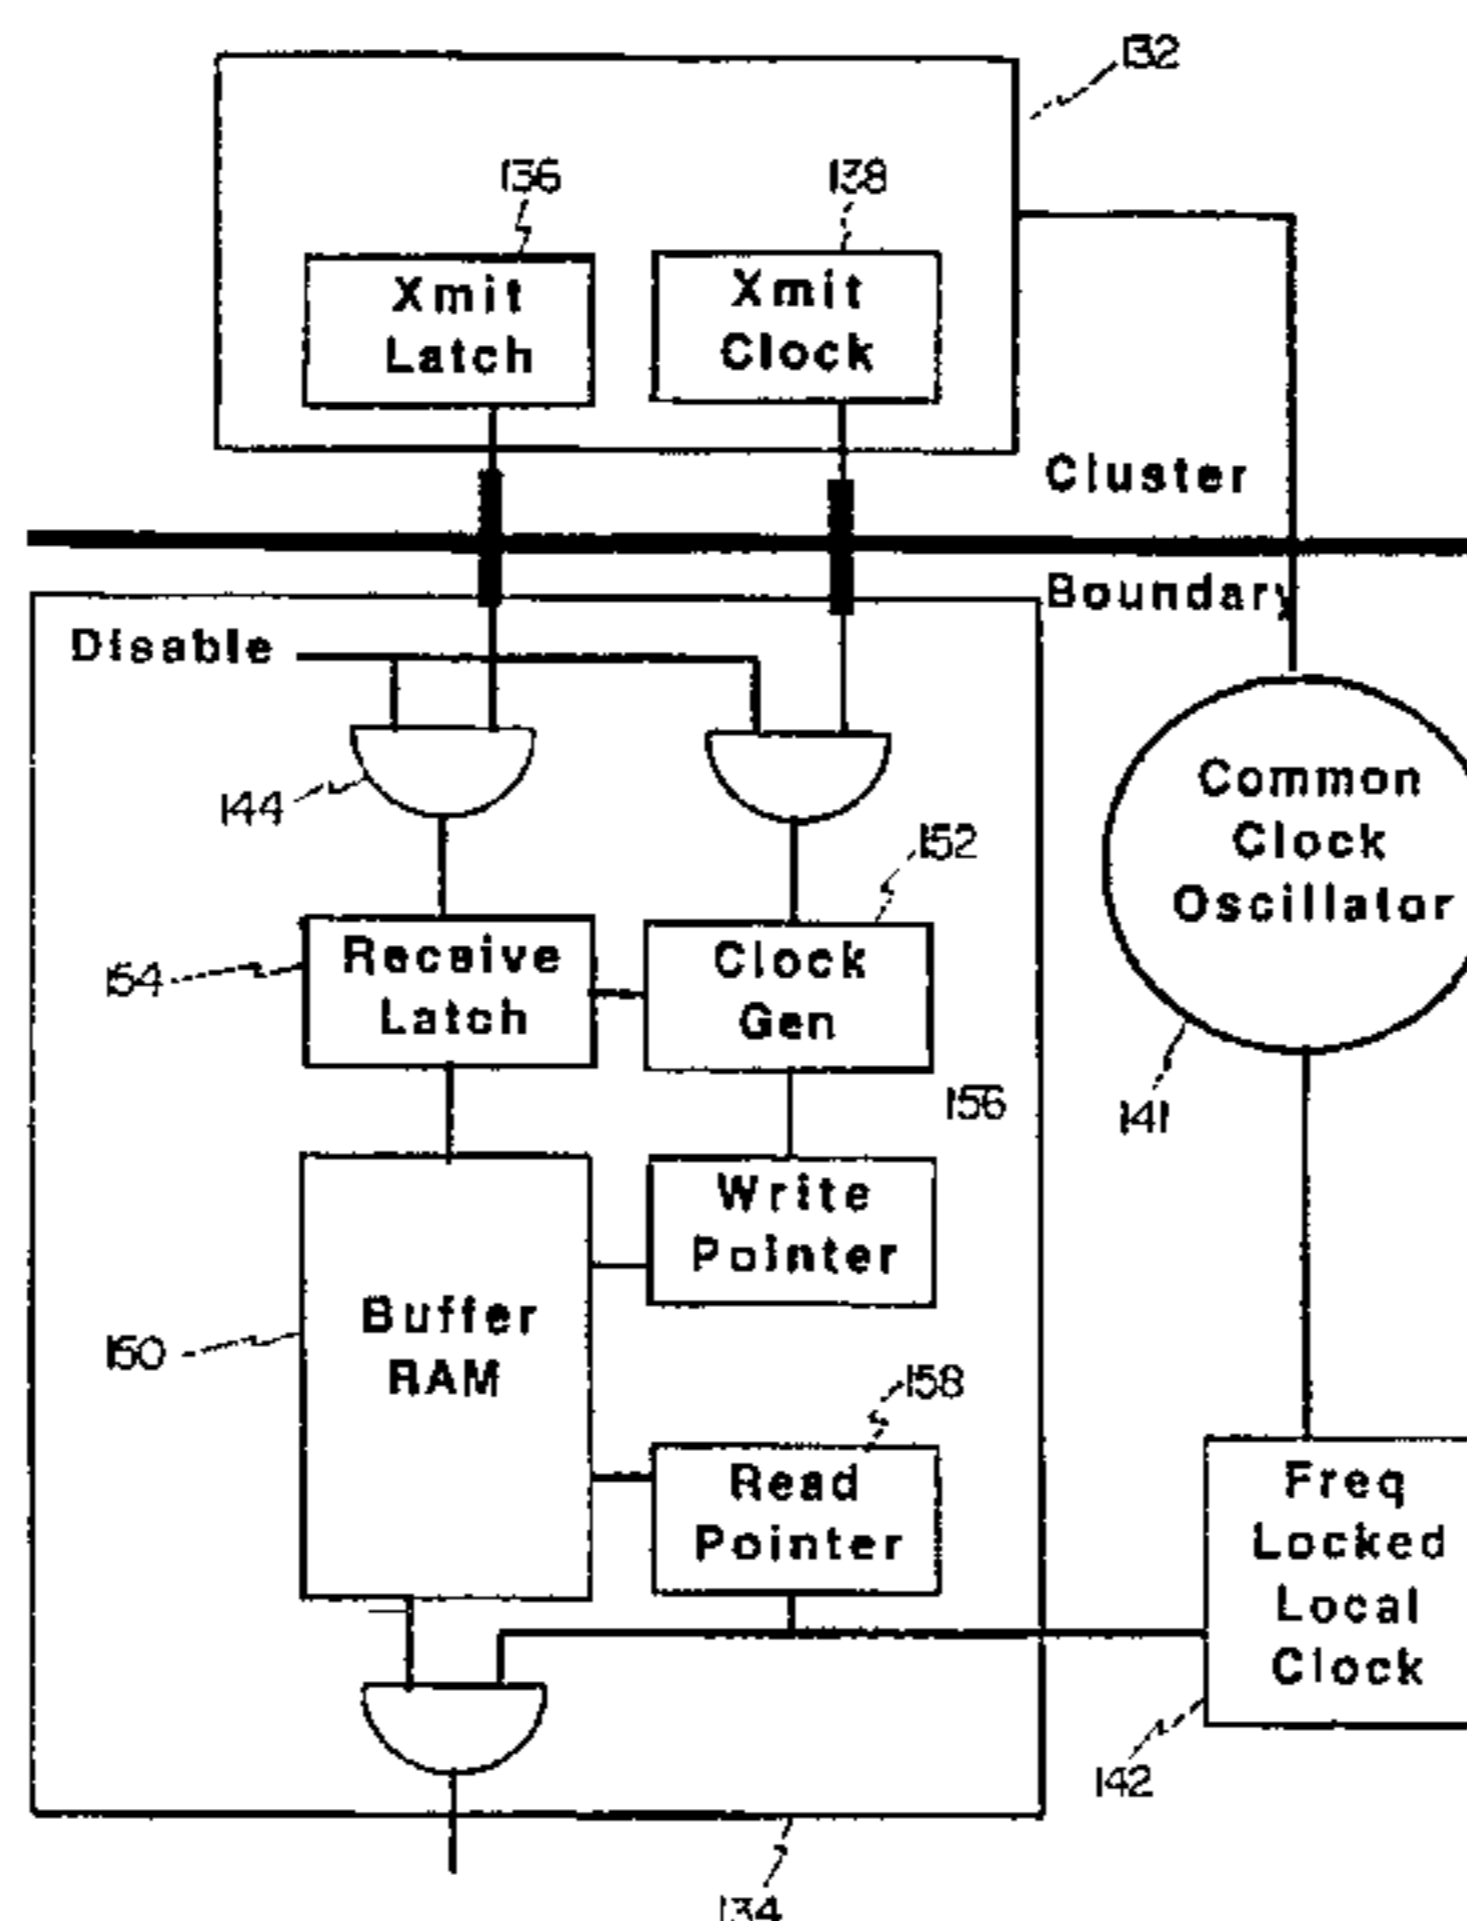 132
136
138
Xmit
Latch
Xmit
Clock
Cluster
Boundary
Disable
144
Common
Clock
Oscillator
152
154
Receive
Latch
Clock
Gen
156
141
Write
Pointer
Buffer
RAM
150
158
Read
Pointer
Freq
Locked
Local
Clock
142
134